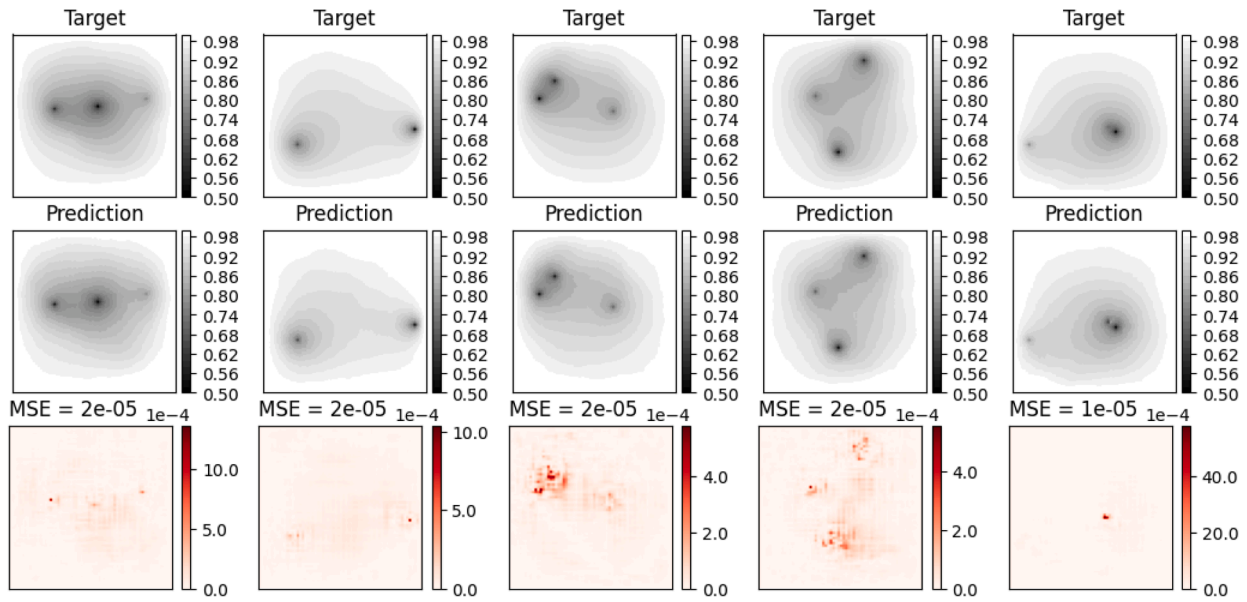 Target Target Target Target Target
0.98 0.98 0.98 0.98 0.98
0.92 0.92 0.92 0.92 0.92
0.86 0.86 0.86 0.86 0.86
0.80 0.80 0.80 0.80 0.80
0.74 0.74 0.74 0.74 0.74
0.68 0.68 0.68 0.68 0.68
0.62 0.62 0.62 0.62 0.62
0.56 0.56 0.56 0.56 0.56
0.50 0.50 0.50 0.50 0.50
Prediction Prediction Prediction Prediction Prediction
0.98 0.98 0.98 0.98 0.98
0.92 0.92 0.92 0.92 0.92
0.86 0.86 0.86 0.86 0.86
0.80 0.80 0.80 0.80 0.80
0.74 0.74 0.74 0.74 0.74
0.68 0.68 0.68 0.68 0.68
0.62 0.62 0.62 0.62 0.62
0.56 0.56 0.56 0.56 0.56
0.50 0.50 0.50 0.50 0.50
MSE = 2e-05 1e−4 MSE = 2e-05 1e−4 MSE = 2e-05 1e−4 MSE = 2e-05 1e−4 MSE = 1e-05 1e−4
10.0 10.0 4.0 4.0 40.0
5.0 5.0 2.0 2.0 20.0
0.0 0.0 0.0 0.0 0.0